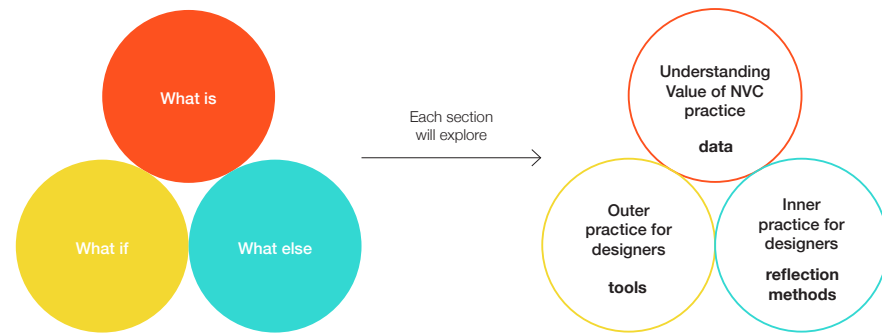 What is
What if
What else
Each section
will explore
Understanding
Value of NVC
practice
data
Outer
practice for
designers
tools
Inner
practice for
designers
reflection
methods